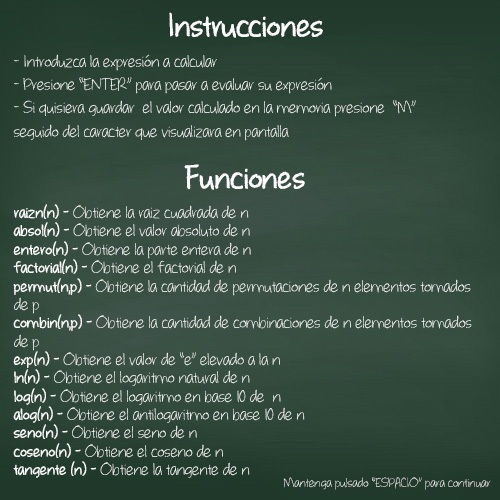 Instrucciones
- Introduzca la expresión a calcular
- Presione "ENTER" para pasar a evaluar su expresión
- Si quisiera guardar el valor calculado en la memoria presione "M"
seguido del caracter que visualizara en pantalla
Funciones
raizn(n) - Obtiene la raiz cuadrada de n
absol(n) - Obtiene el valor absoluto de n
entero(n) - Obtiene la parte entera de n
factorial(n) - Obtiene el factorial de n
permut(n,p) - Obtiene la cantidad de permutaciones de n elementos tomados
de p
combin(n,p) - Obtiene la cantidad de combinaciones de n elementos tomados
de p
exp(n) - Obtiene el valor de "e" elevado a la n
ln(n) - Obtiene el logaritmo natural de n
log(n) - Obtiene el logaritmo en base 10 de n
alog(n) - Obtiene el antilogaritmo en base 10 de n
seno(n) - Obtiene el seno de n
coseno(n) - Obtiene el coseno de n
tangente (n) - Obtiene la tangente de n
Mantenga pulsado "ESPACIO" para continuar